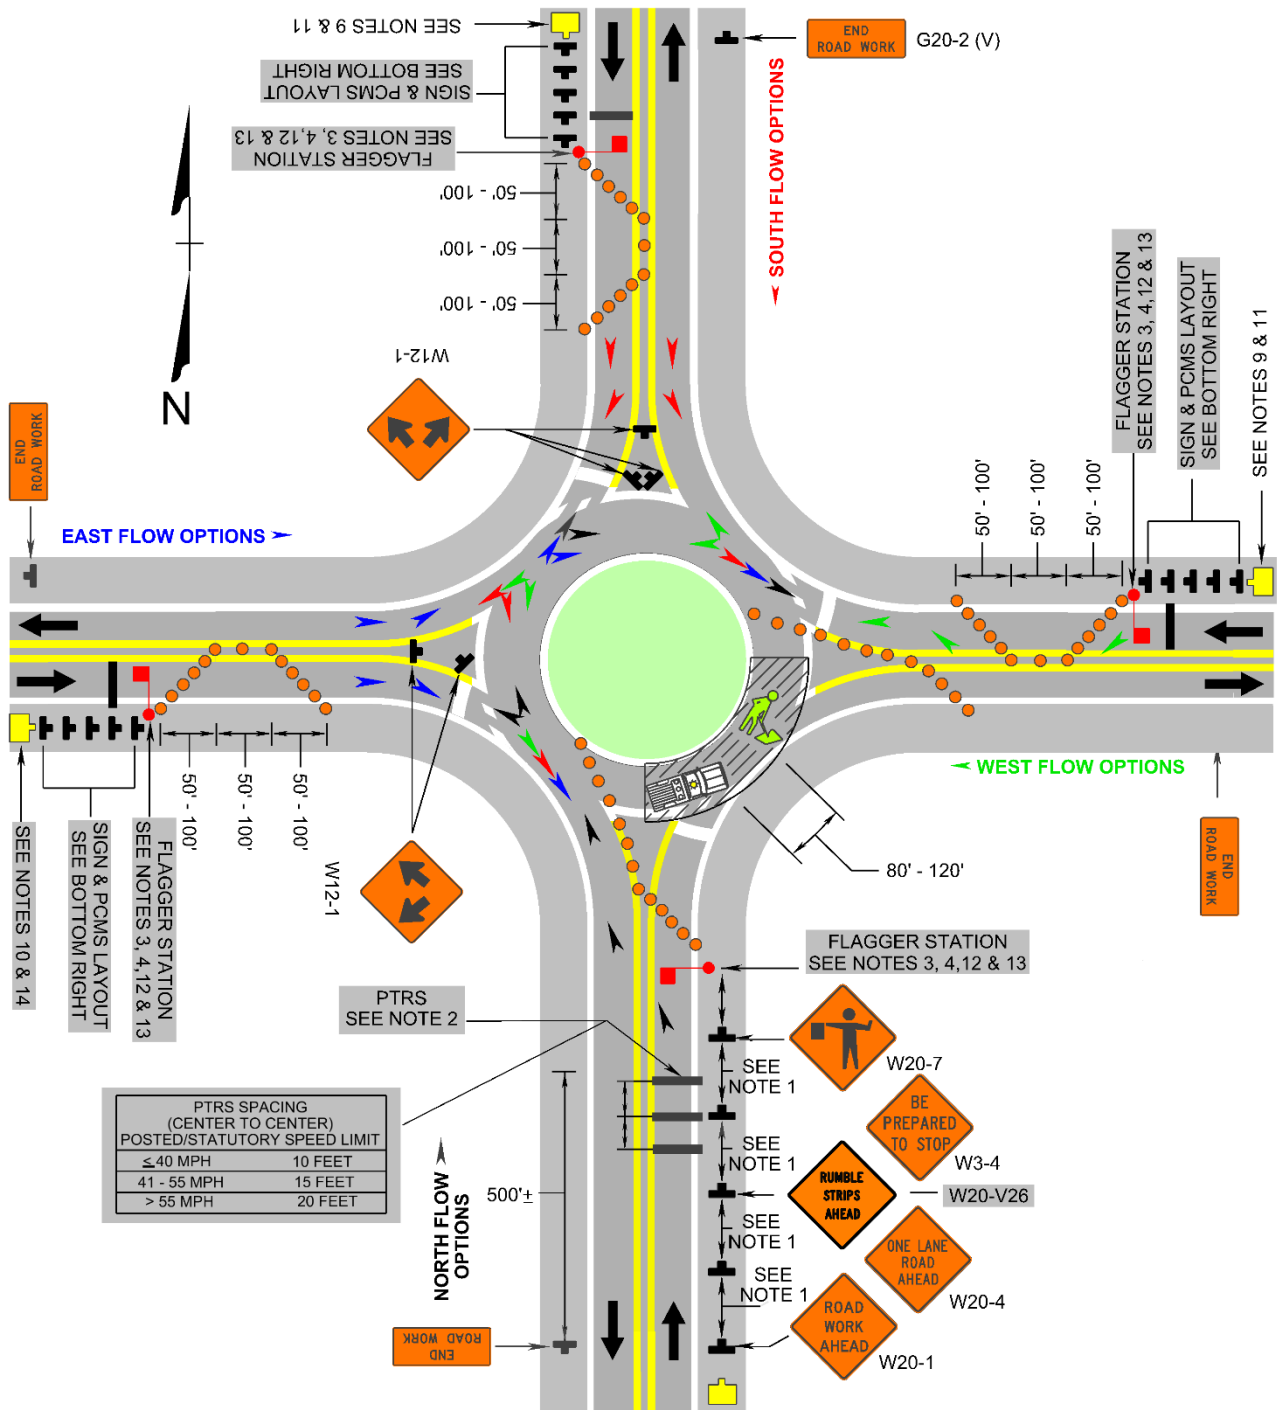 SEE NOTES 9 & 11
SIGN & PCMS LAYOUT
SEE BOTTOM RIGHT
FLAGGER STATION
SEE NOTES 3, 4,12 & 13
50' - 100'
50' - 100'
50' - 100'
W12-1
END
ROAD WORK
G20-2 (V)
SOUTH FLOW OPTIONS
FLAGGER STATION
SEE NOTES 3, 4,12 & 13
SIGN & PCMS LAYOUT
SEE BOTTOM RIGHT
SEE NOTES 9 & 11
50' - 100'
50' - 100'
50' - 100'
N
END
ROAD WORK
EAST FLOW OPTIONS
WEST FLOW OPTIONS
END
ROAD WORK
80' - 120'
SEE NOTES 10 & 14
SIGN & PCMS LAYOUT
SEE BOTTOM RIGHT
FLAGGER STATION
SEE NOTES 3, 4,12 & 13
50' - 100'
50' - 100'
50' - 100'
W12-1
PTRS
SEE NOTE 2
FLAGGER STATION
SEE NOTES 3, 4,12 & 13
PTRS SPACING
(CENTER TO CENTER)
POSTED/STATUTORY SPEED LIMIT
≤ 40 MPH 10 FEET
41 - 55 MPH 15 FEET
> 55 MPH 20 FEET
NORTH FLOW
OPTIONS
500'±
SEE
NOTE 1
SEE
NOTE 1
SEE
NOTE 1
SEE
NOTE 1
W20-7
BE
PREPARED
TO STOP
W3-4
RUMBLE
STRIPS
AHEAD
W20-V26
ONE LANE
ROAD
AHEAD
W20-4
ROAD
WORK
AHEAD
W20-1
END
ROAD WORK